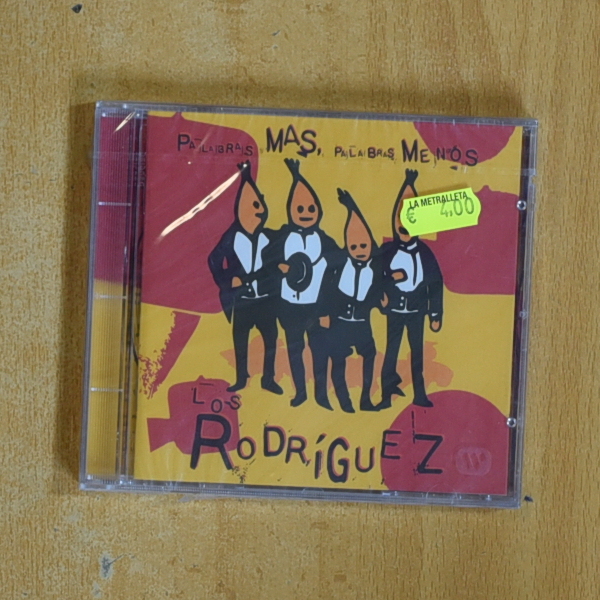 PALABRAS MAS, PALABRAS MENOS
LA METRALLETA
€ 4,00
LOS
RODRÍGUEZ